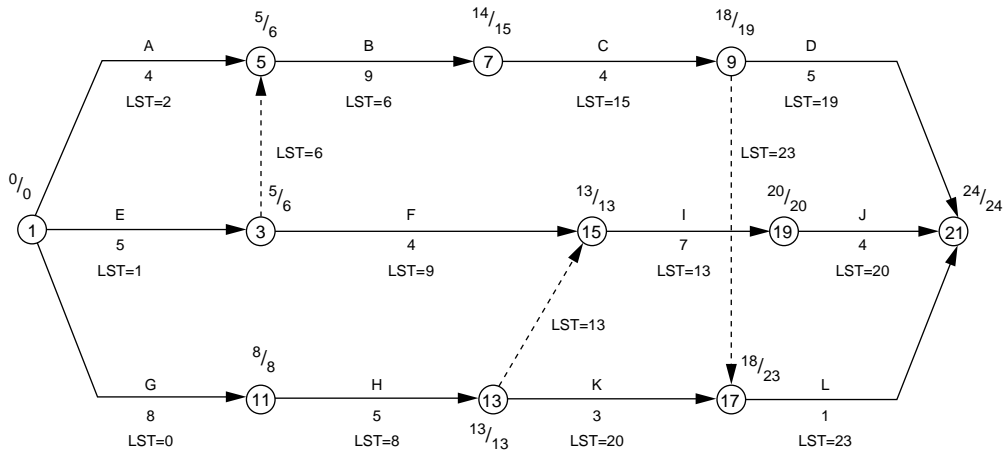 5/6
14/15
18/19
A
B
C
D
5
7
9
4
9
4
5
LST=2
LST=6
LST=15
LST=19
LST=6
LST=23
0/0
5/6
13/13
20/20
24/24
E
F
I
J
1
3
15
19
21
5
4
7
4
LST=1
LST=9
LST=13
LST=20
LST=13
8/8
18/23
G
H
K
L
11
13
17
8
5
3
1
13/13
LST=0
LST=8
LST=20
LST=23